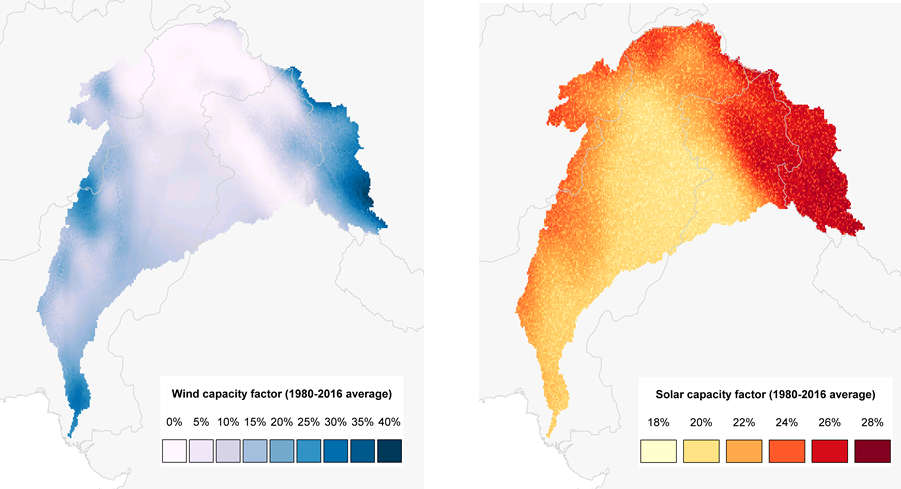 Wind capacity factor (1980-2016 average)
0% 5% 10% 15% 20% 25% 30% 35% 40%
Solar capacity factor (1980-2016 average)
18% 20% 22% 24% 26% 28%